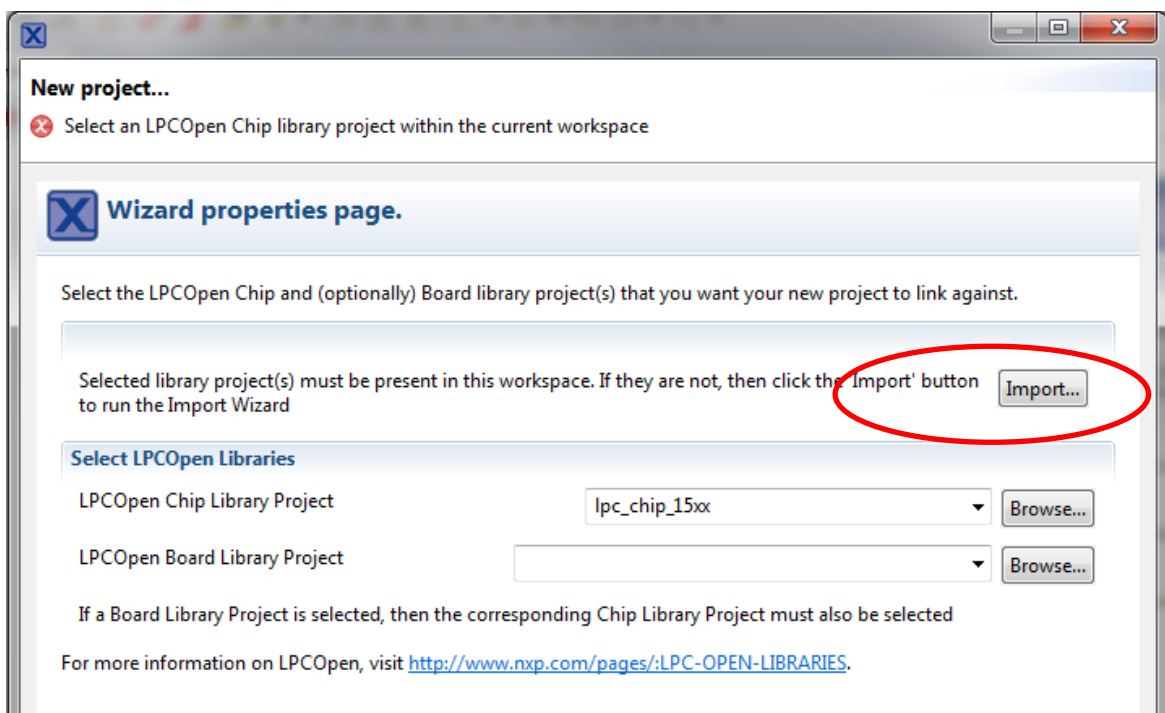 New project...
Select an LPCOpen Chip library project within the current workspace
Wizard properties page.
Select the LPCOpen Chip and (optionally) Board library project(s) that you want your new project to link against.
Selected library project(s) must be present in this workspace. If they are not, then click the 'Import' button
to run the Import Wizard
Import...
Select LPCOpen Libraries
LPCOpen Chip Library Project
lpc_chip_15xx
Browse...
LPCOpen Board Library Project
Browse...
If a Board Library Project is selected, then the corresponding Chip Library Project must also be selected
For more information on LPCOpen, visit http://www.nxp.com/pages/:LPC-OPEN-LIBRARIES.